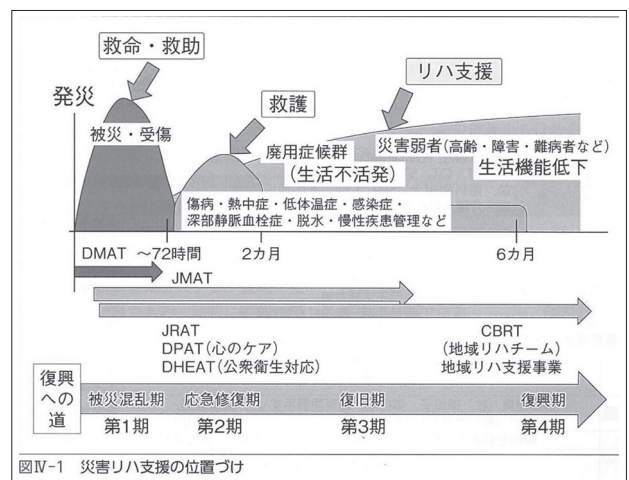 救命・救助
リハ支援
発災
救護
被災・受傷
廃用症候群
(生活不活発)
災害弱者(高齢・障害・難病者など)
生活機能低下
傷病・熱中症・低体温症・感染症・
深部静脈血栓症・脱水・慢性疾患管理など
DMAT ～72時間
2カ月
6カ月
JMAT
JRAT
DPAT(心のケア)
DHEAT(公衆衛生対応)
CBRT
(地域リハチーム)
地域リハ支援事業
復興
への
道
被災混乱期
応急修復期
復旧期
復興期
第1期
第2期
第3期
第4期
図Ⅳ-1 災害リハ支援の位置づけ